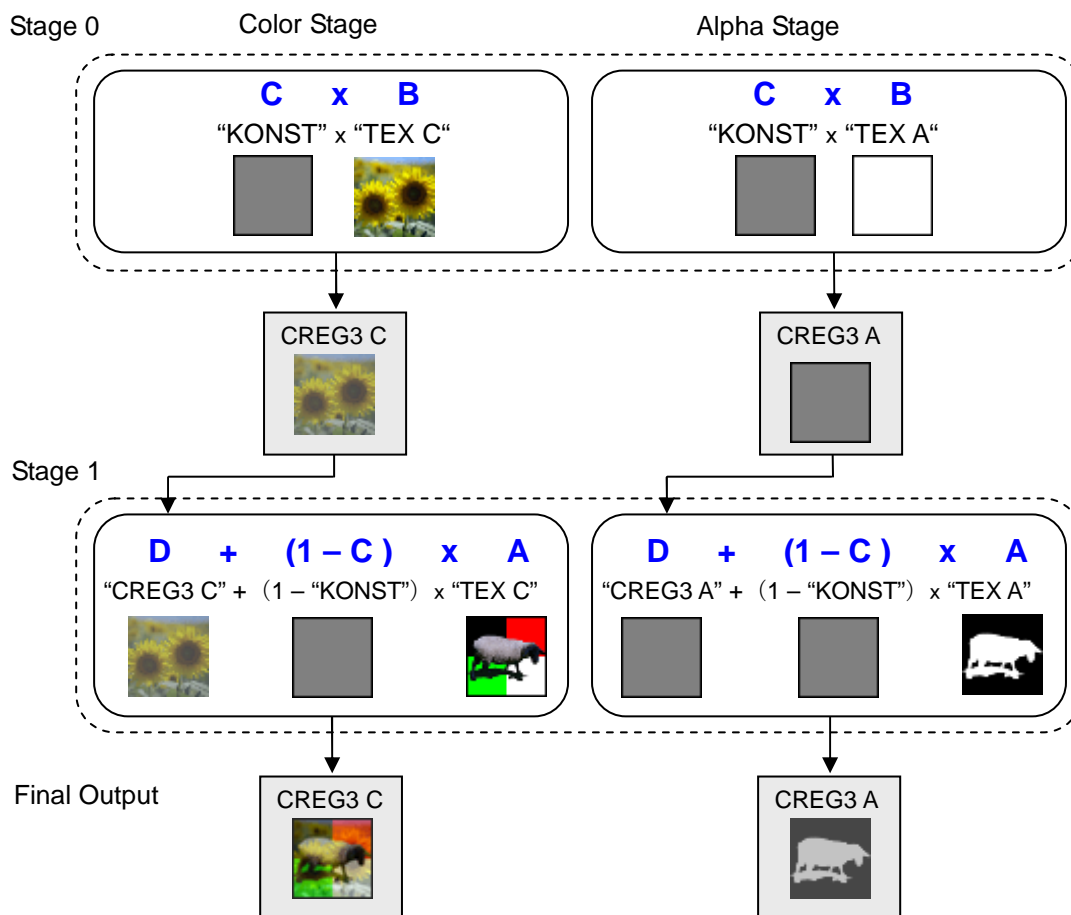 Stage 0
Color Stage
Alpha Stage
C x B
“KONST” x “TEX C“
C x B
“KONST” x “TEX A“
CREG3 C
CREG3 A
Stage 1
D + (1 – C ) x A
“CREG3 C” + （1 – “KONST”） x “TEX C”
D + (1 – C ) x A
“CREG3 A” + （1 – “KONST”） x “TEX A”
Final Output
CREG3 C
CREG3 A